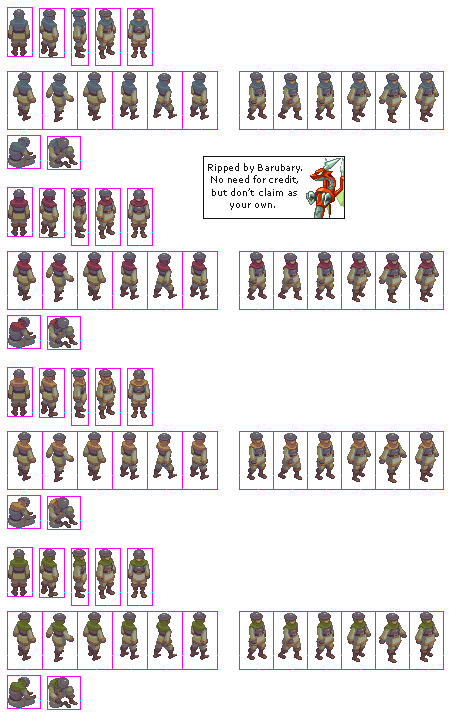 Ripped by Barubary.
No need for credit,
but don't claim as
your own.